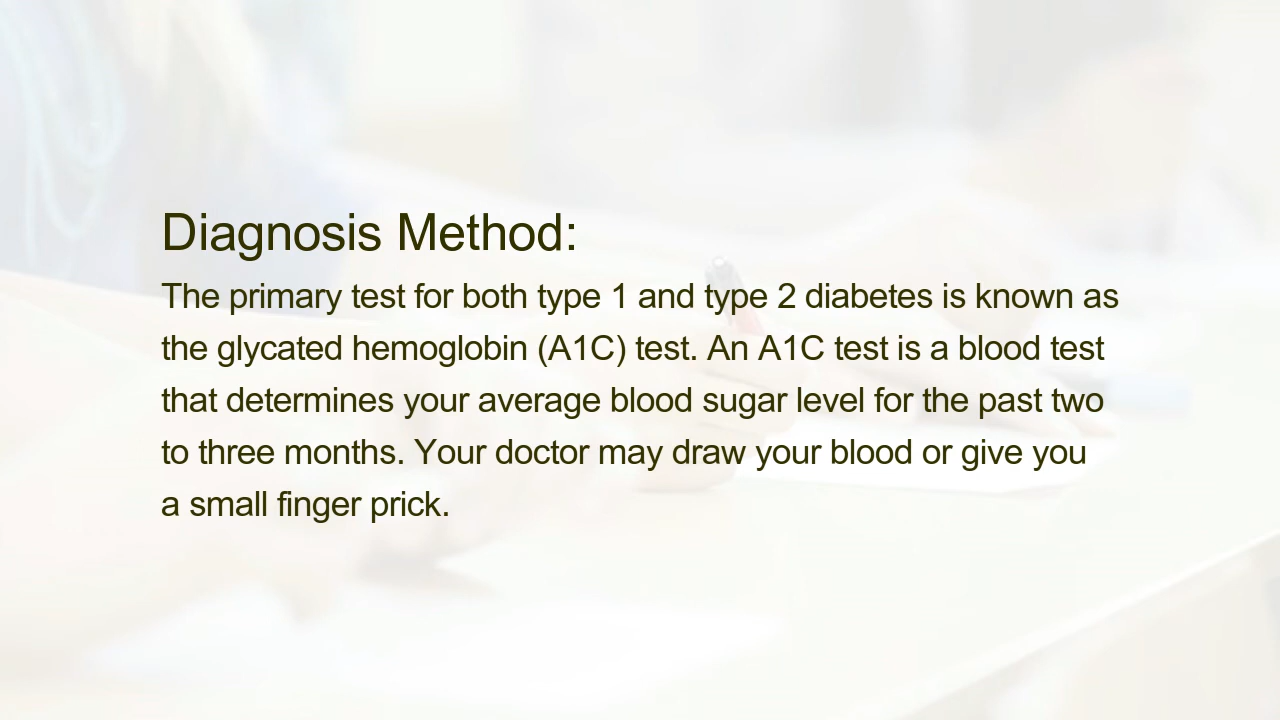 Diagnosis Method:
The primary test for both type 1 and type 2 diabetes is known as
the glycated hemoglobin (A1C) test. An A1C test is a blood test
that determines your average blood sugar level for the past two
to three months. Your doctor may draw your blood or give you
a small finger prick.